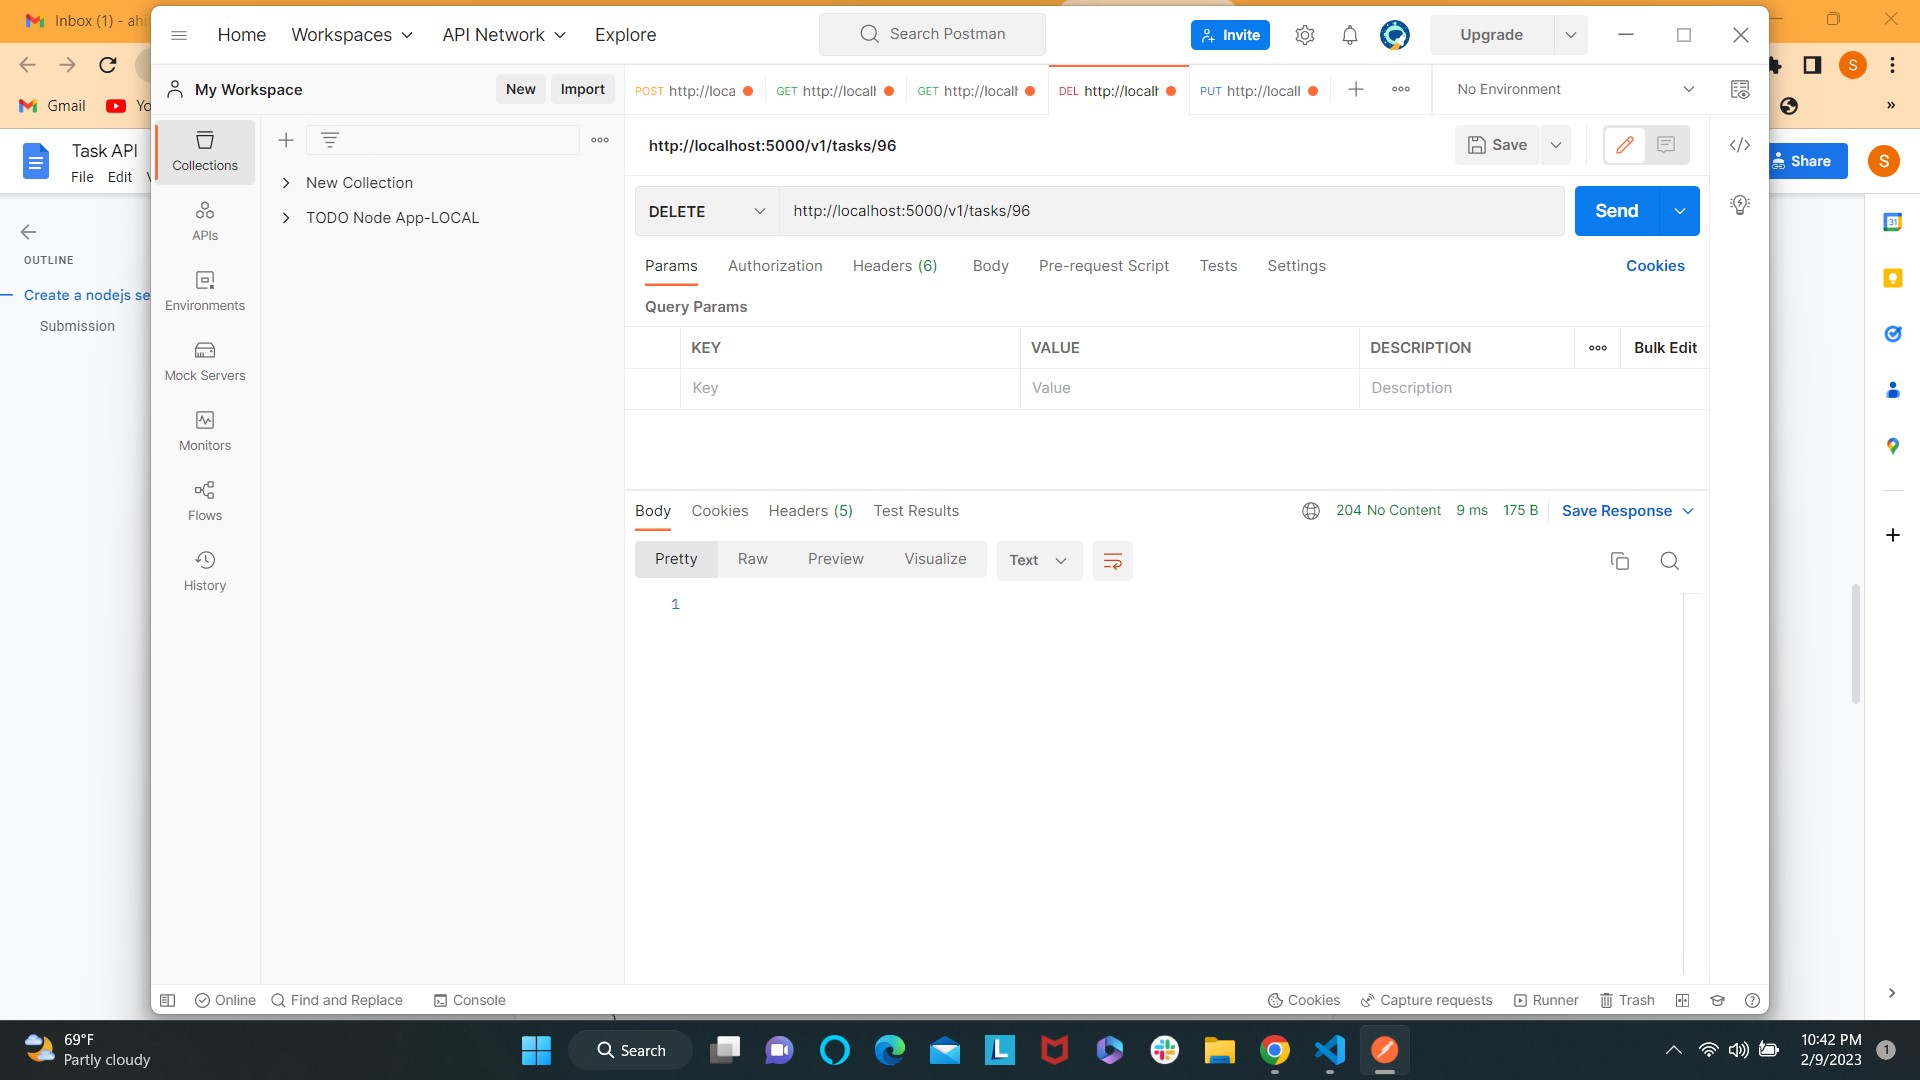 Inbox (1) - ahi
Home
Workspaces
API Network
Explore
Search Postman
Invite
Upgrade
My Workspace
New
Import
POST http://loca
GET http://locall
GET http://localh
DEL http://localh
PUT http://locall
No Environment
S
Gmail
Yo
»
Task API
File
Edit
Share
S
Collections
New Collection
TODO Node App-LOCAL
APIs
Environments
Mock Servers
Monitors
Flows
History
OUTLINE
Create a nodejs se
Submission
http://localhost:5000/v1/tasks/96
Save
DELETE
http://localhost:5000/v1/tasks/96
Send
Params
Authorization
Headers (6)
Body
Pre-request Script
Tests
Settings
Cookies
Query Params
KEY
VALUE
DESCRIPTION
Bulk Edit
Key
Value
Description
Body
Cookies
Headers (5)
Test Results
204 No Content
9 ms
175 B
Save Response
Pretty
Raw
Preview
Visualize
Text
1
31
Online
Find and Replace
Console
Cookies
Capture requests
Runner
Trash
69°F
Partly cloudy
Search
L
10:42 PM
2/9/2023
1